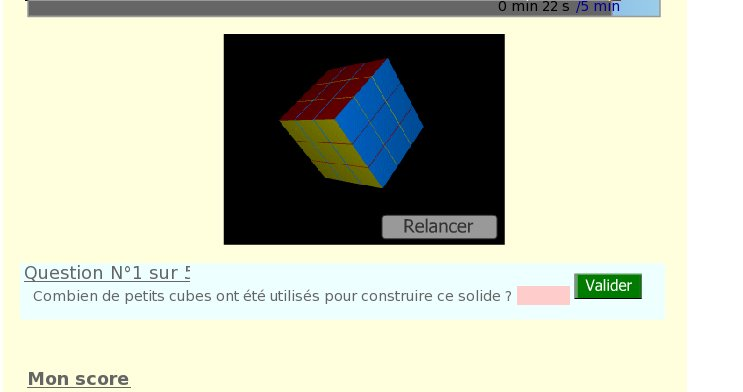 0 min 22 s /5 min
Relancer
Question N°1 sur 5
Combien de petits cubes ont été utilisés pour construire ce solide ?
Valider
Mon score